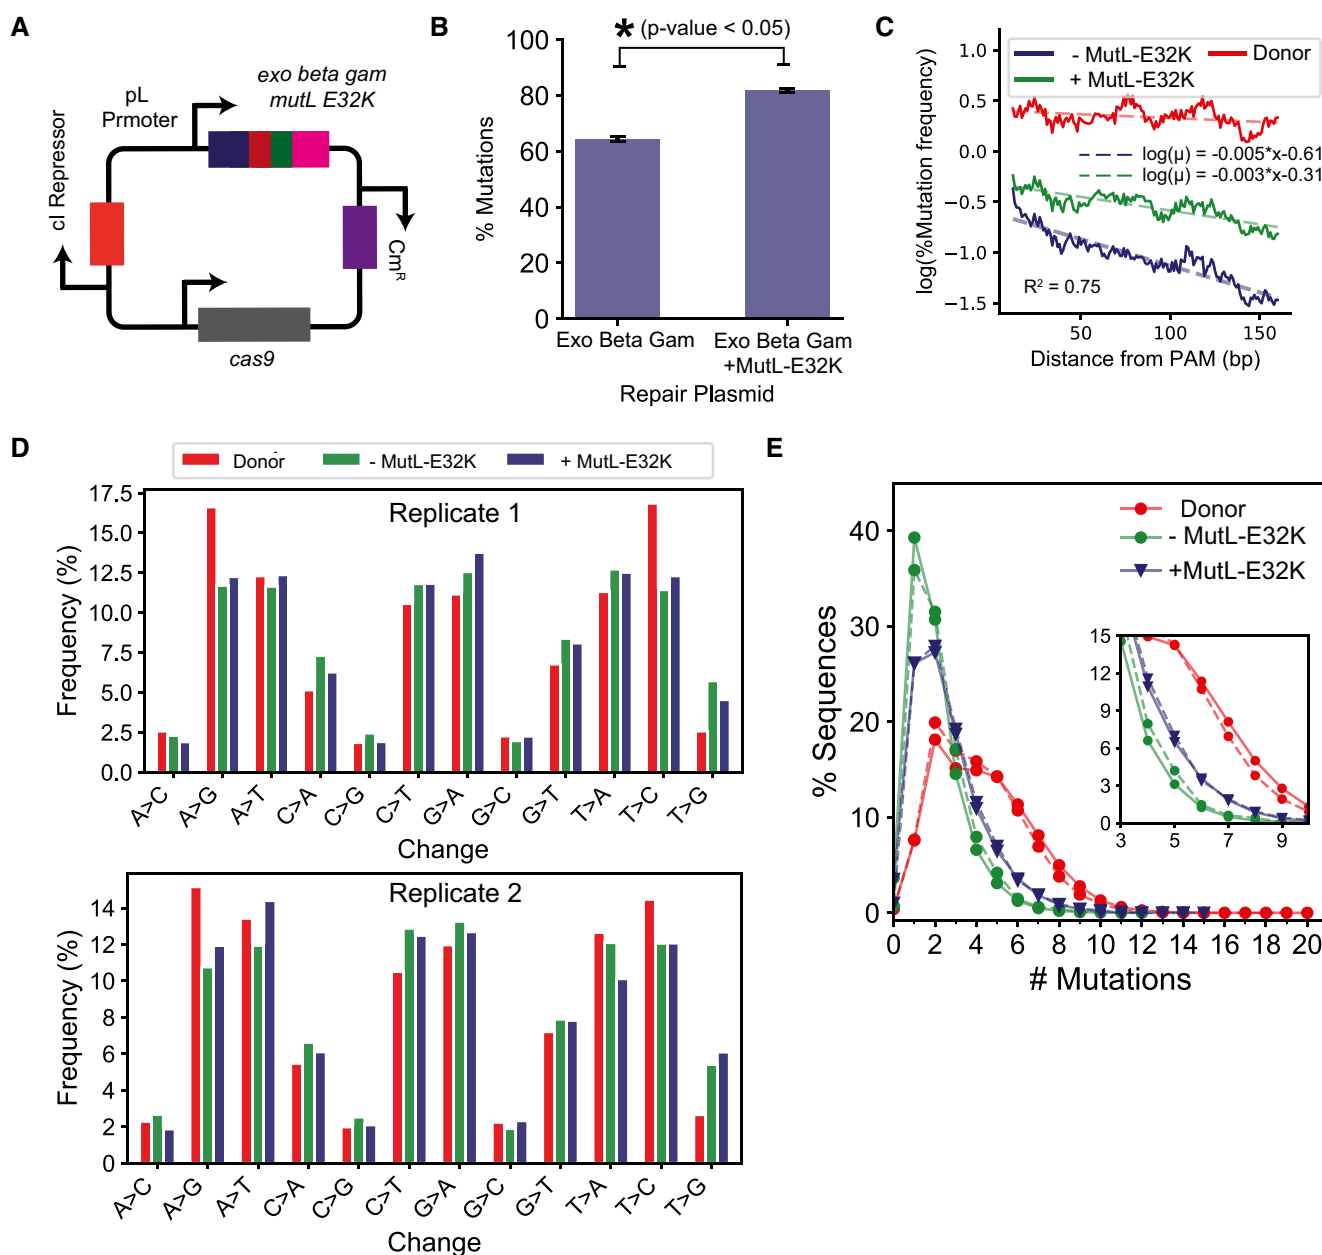 A
pL
Prmoter
exo beta gam
mutL E32K
cI Repressor
CmR
cas9
B
* (p-value < 0.05)
% Mutations
100
80
60
40
20
0
Exo Beta Gam
Exo Beta Gam
+MutL-E32K
Repair Plasmid
C
- MutL-E32K
Donor
+ MutL-E32K
log(%Mutation frequency)
1.0
0.5
0.0
−0.5
−1.0
−1.5
log(μ) = -0.005*x-0.61
log(μ) = -0.003*x-0.31
R² = 0.75
50 100 150
Distance from PAM (bp)
D
Donor - MutL-E32K + MutL-E32K
Replicate 1
Frequency (%)
17.5
15.0
12.5
10.0
7.5
5.0
2.5
0.0
A>C A>G A>T C>A C>G C>T G>A G>C G>T T>A T>C T>G
Change
Replicate 2
Frequency (%)
14
12
10
8
6
4
2
0
A>C A>G A>T C>A C>G C>T G>A G>C G>T T>A T>C T>G
Change
E
Donor
- MutL-E32K
+MutL-E32K
% Sequences
40
30
20
10
0
15
12
9
6
3
0
3 5 7 9
0 2 4 6 8 10 12 14 16 18 20
# Mutations